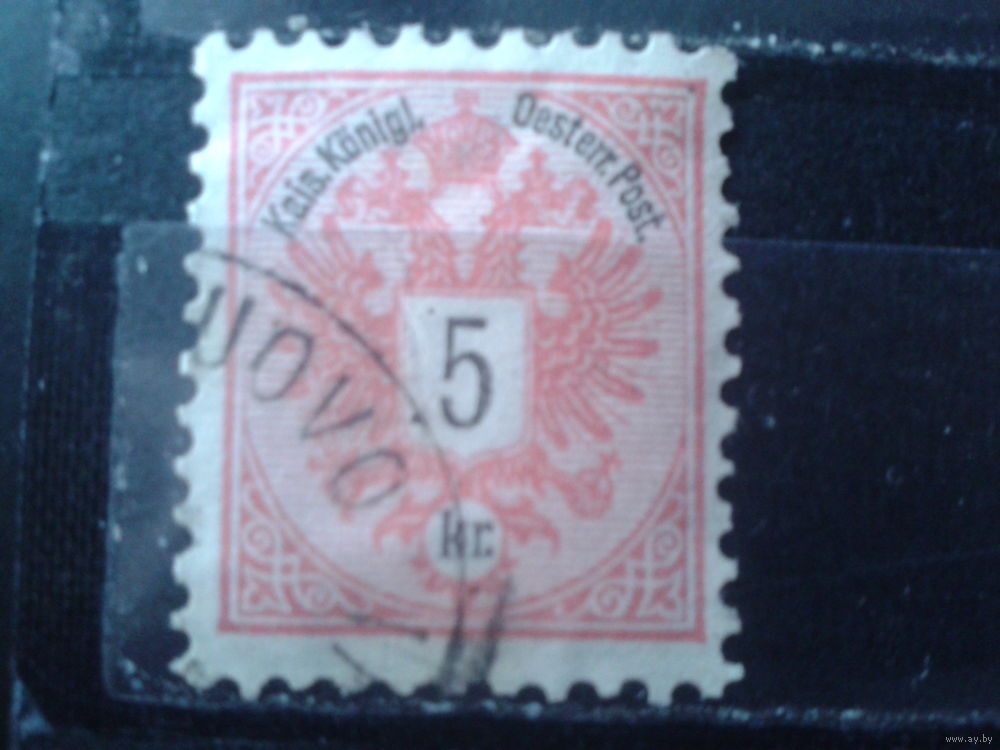 Kais. Königl. Oesterr. Post.
5
kr.
UOVO
www.ay.by